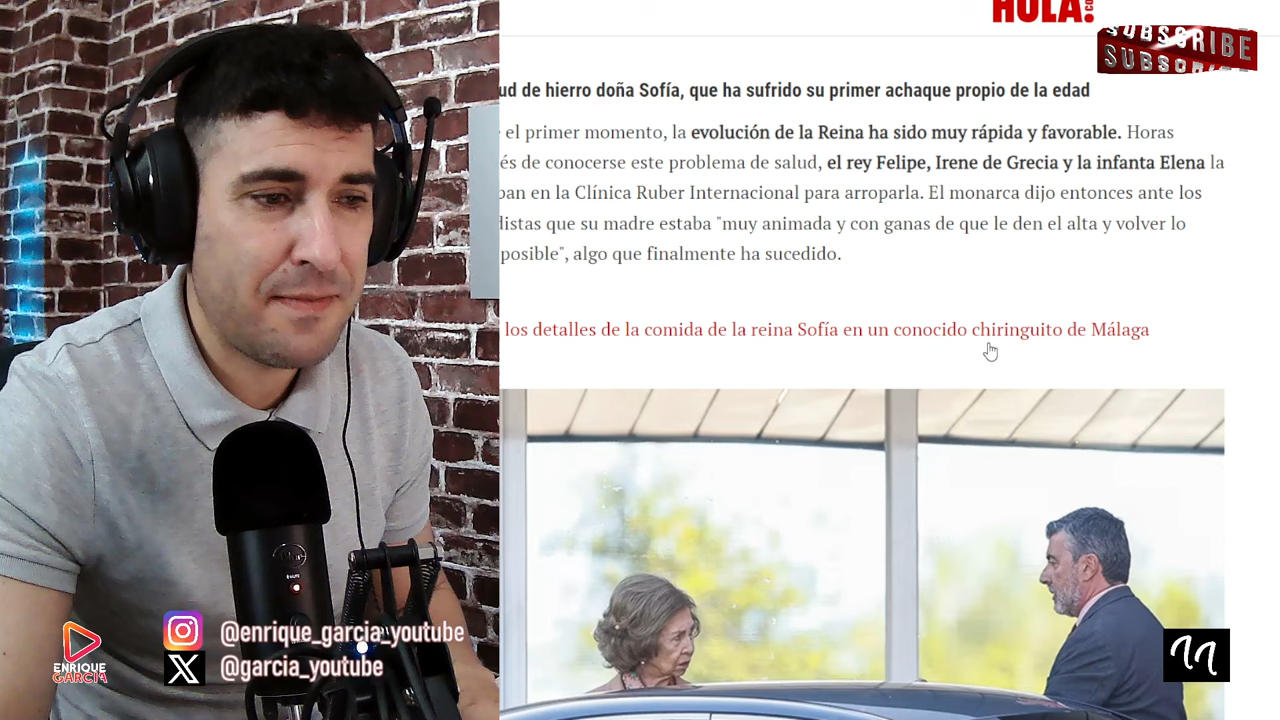 HOLA!
SUBSCRIBE
SUBSCRIBE
ud de hierro doña Sofía, que ha sufrido su primer achaque propio de la edad
el primer momento, la evolución de la Reina ha sido muy rápida y favorable. Horas
és de conocerse este problema de salud, el rey Felipe, Irene de Grecia y la infanta Elena la
ban en la Clínica Ruber Internacional para arroparla. El monarca dijo entonces ante los
distas que su madre estaba "muy animada y con ganas de que le den el alta y volver lo
posible", algo que finalmente ha sucedido.
los detalles de la comida de la reina Sofía en un conocido chiringuito de Málaga
@enrique_garcia_youtube
@garcia_youtube
ENRIQUE
GARCIA